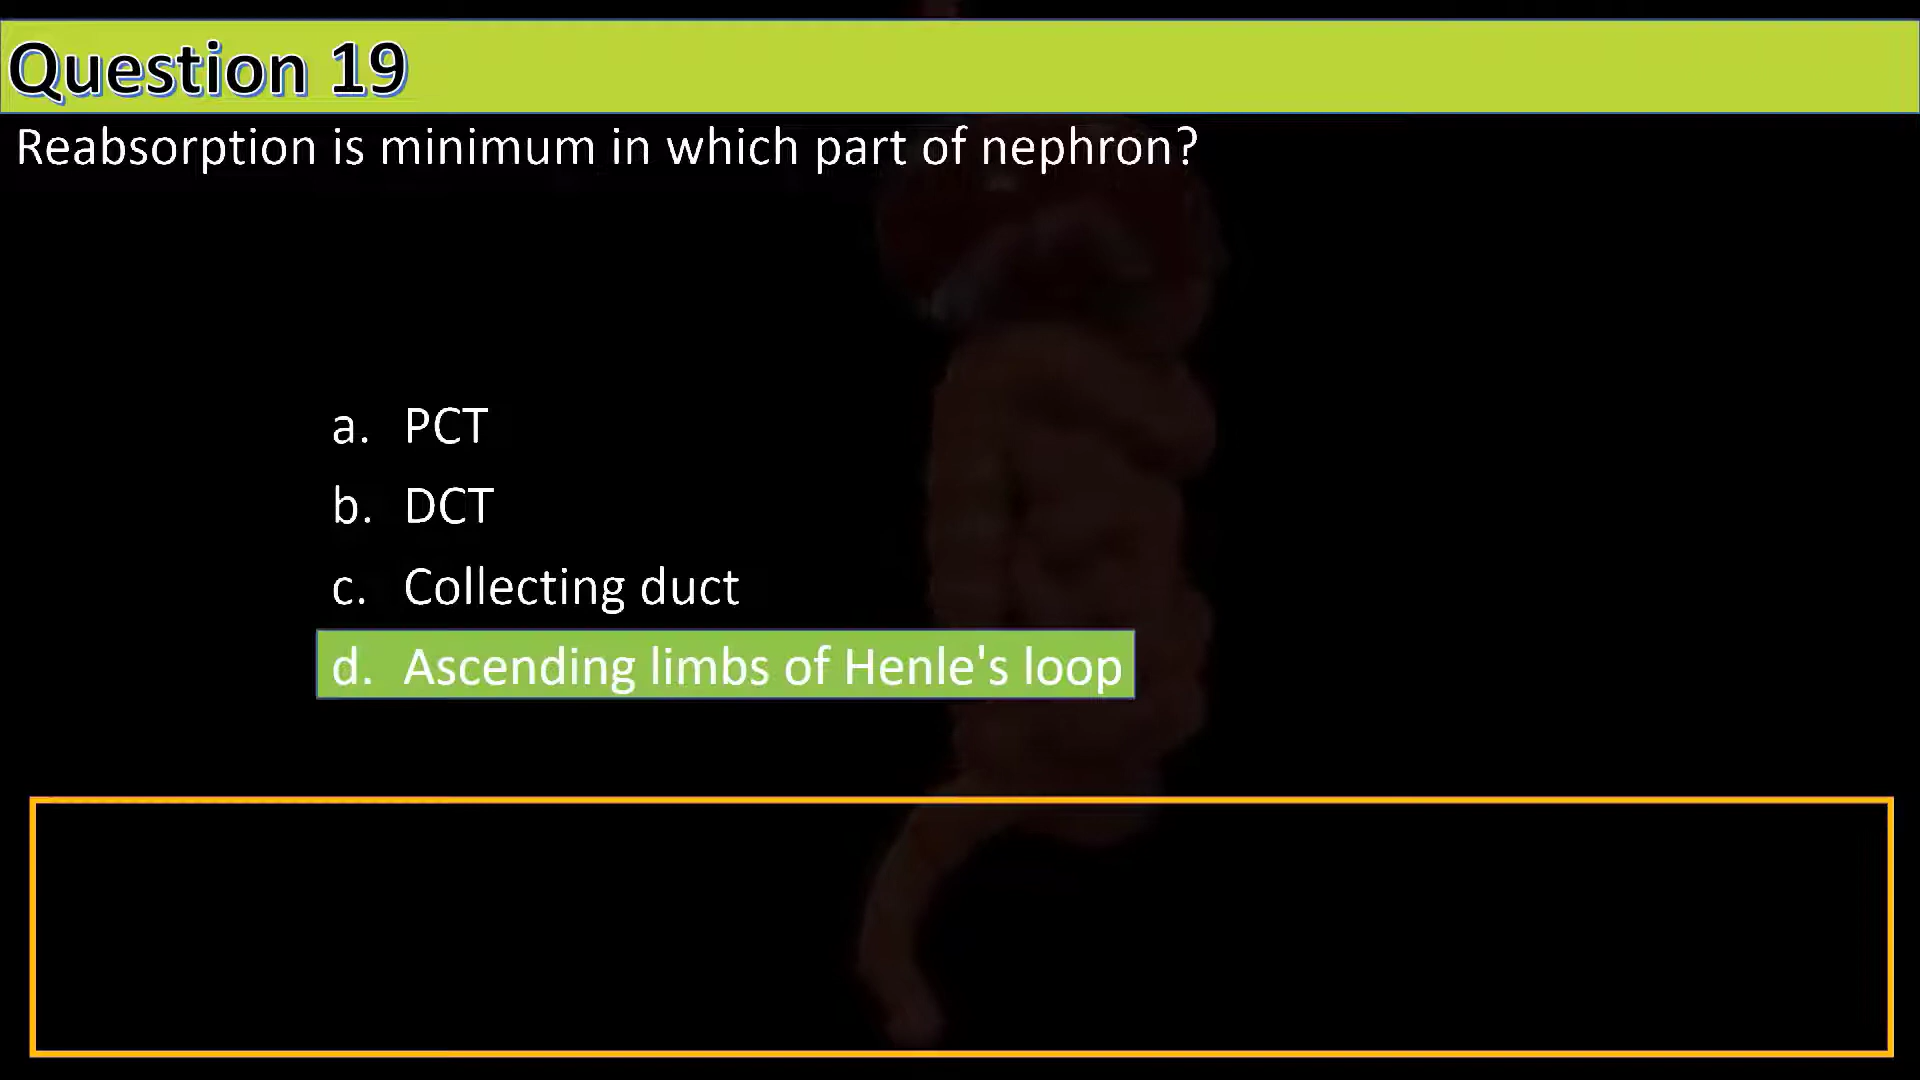 Question 19
Reabsorption is minimum in which part of nephron?
a. PCT
b. DCT
c. Collecting duct
d. Ascending limbs of Henle's loop